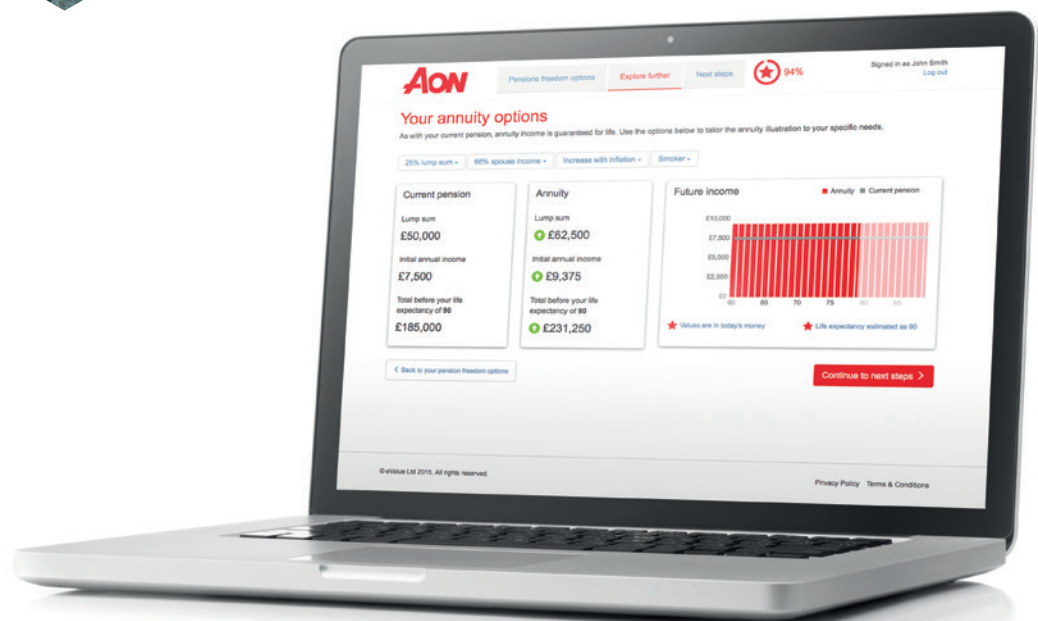 AON
Pensions freedom options
Explore further
Next steps
94%
Signed in as John Smith
Log out
Your annuity options
As with your current pension, annuity income is guaranteed for life. Use the options below to tailor the annuity illustration to your specific needs.
25% lump sum
66% spouse income
Increase with inflation
Smoker
Current pension
Lump sum
£50,000
Initial annual income
£7,500
Total before your life
expectancy of 90
£185,000
Annuity
Lump sum
£62,500
Initial annual income
£9,375
Total before your life
expectancy of 90
£231,250
Future income
Annuity
Current pension
£10,000
£7,500
£5,000
£2,500
£0
60 65 70 75 80 85
Values are in today's money
Life expectancy estimated as 90
Back to your pension freedom options
Continue to next steps
© eValue Ltd 2015. All rights reserved.
Privacy Policy Terms & Conditions